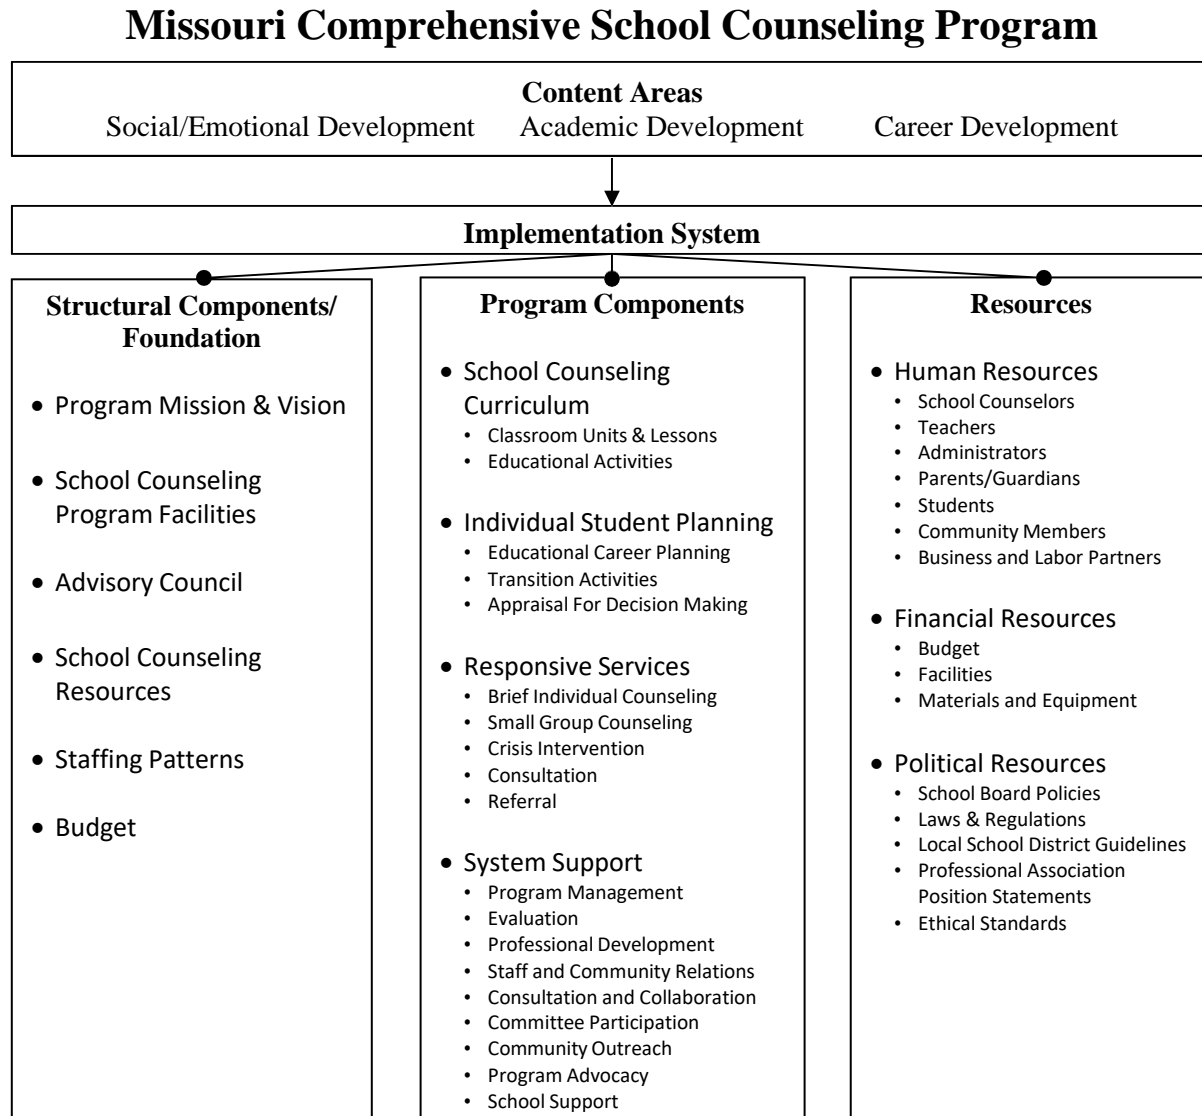 Missouri Comprehensive School Counseling Program
Content Areas
Social/Emotional Development Academic Development Career Development
Implementation System
Structural Components/
Foundation
• Program Mission & Vision
• School Counseling
Program Facilities
• Advisory Council
• School Counseling
Resources
• Staffing Patterns
• Budget
Program Components
• School Counseling
Curriculum
• Classroom Units & Lessons
• Educational Activities
• Individual Student Planning
• Educational Career Planning
• Transition Activities
• Appraisal For Decision Making
• Responsive Services
• Brief Individual Counseling
• Small Group Counseling
• Crisis Intervention
• Consultation
• Referral
• System Support
• Program Management
• Evaluation
• Professional Development
• Staff and Community Relations
• Consultation and Collaboration
• Committee Participation
• Community Outreach
• Program Advocacy
• School Support
Resources
• Human Resources
• School Counselors
• Teachers
• Administrators
• Parents/Guardians
• Students
• Community Members
• Business and Labor Partners
• Financial Resources
• Budget
• Facilities
• Materials and Equipment
• Political Resources
• School Board Policies
• Laws & Regulations
• Local School District Guidelines
• Professional Association
Position Statements
• Ethical Standards